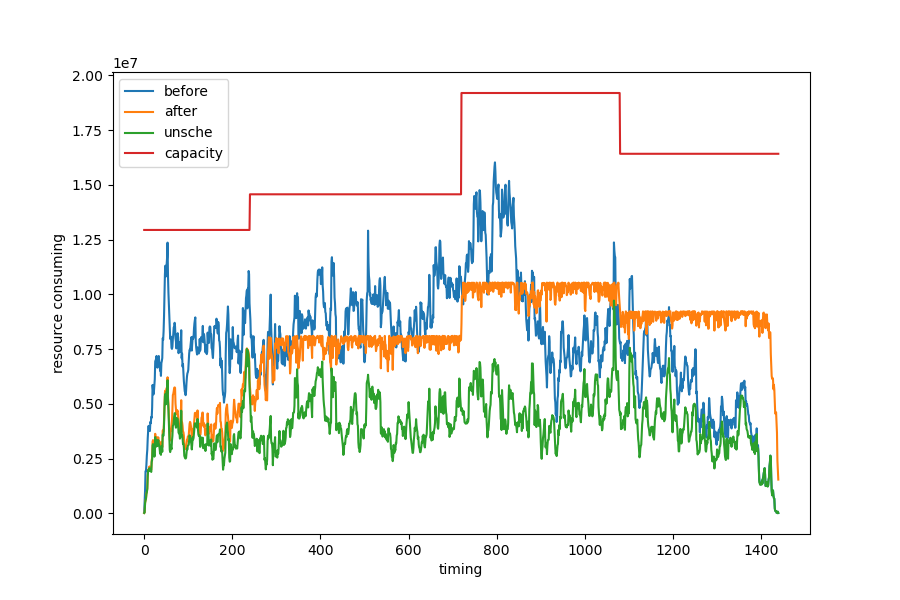 1e7
2.00
1.75
1.50
1.25
1.00
0.75
0.50
0.25
0.00
resource consuming
before
after
unsche
capacity
0 200 400 600 800 1000 1200 1400
timing